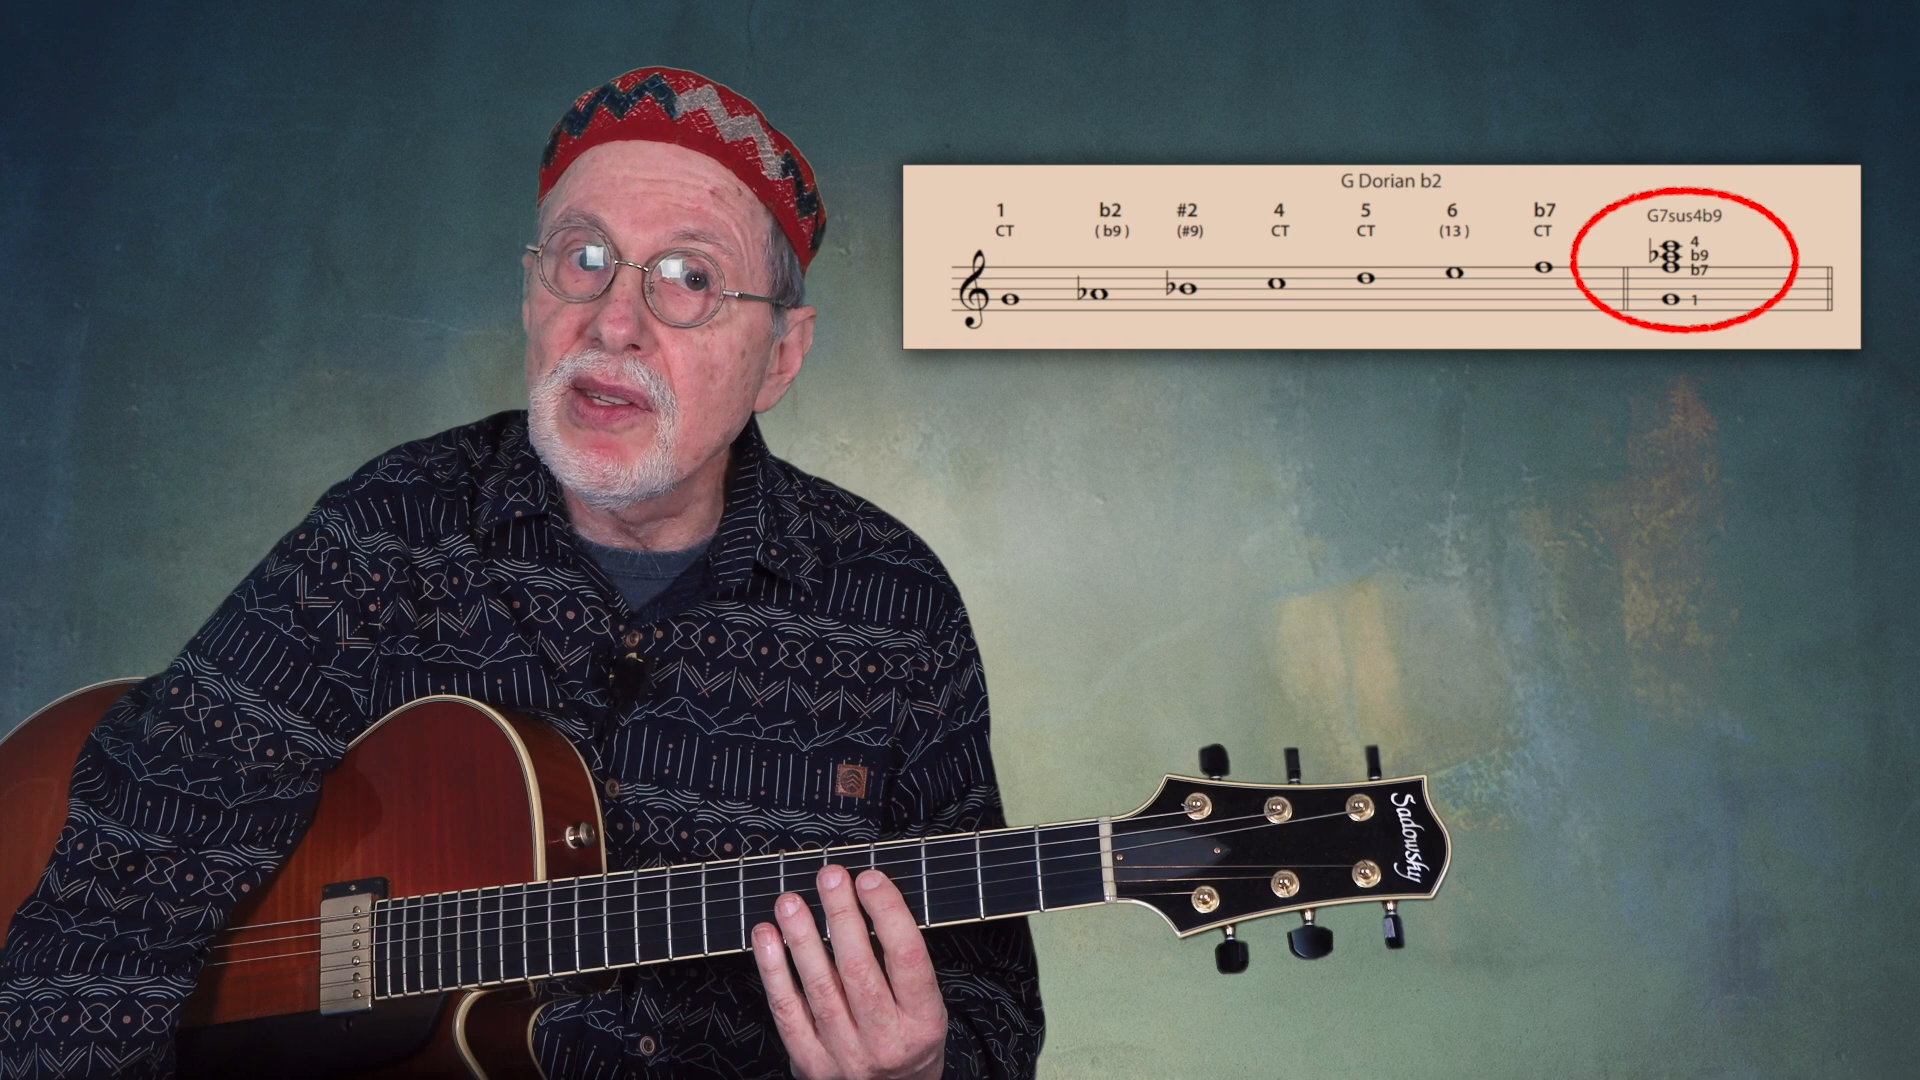 G Dorian b2
1 b2 #2 4 5 6 b7
CT (b9) (#9) CT CT (13) CT
G7sus4b9
4
b9
b7
1
Sadowsky